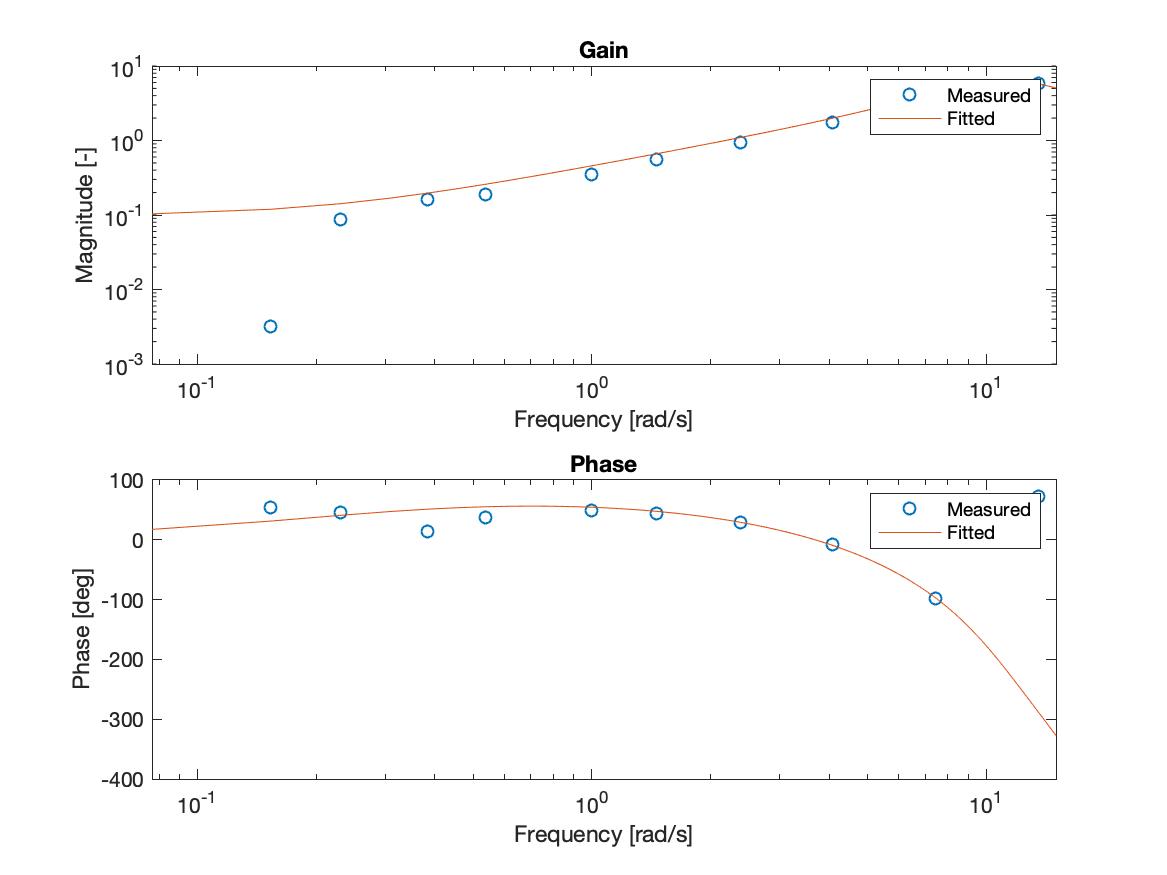 Gain
10^1
10^0
10^-1
10^-2
10^-3
Magnitude [-]
Measured
Fitted
10^-1 10^0 10^1
Frequency [rad/s]
Phase
100
0
-100
-200
-300
-400
Phase [deg]
Measured
Fitted
10^-1 10^0 10^1
Frequency [rad/s]